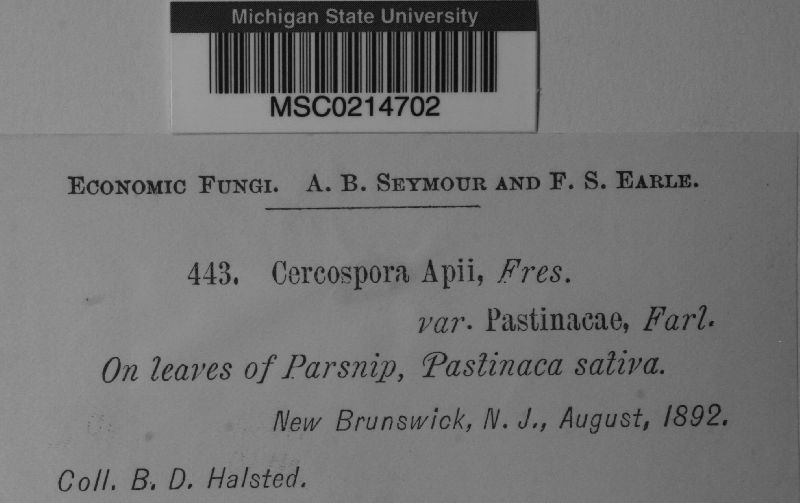 Michigan State University
MSC0214702
ECONOMIC FUNGI. A. B. SEYMOUR AND F. S. EARLE.
443. Cercospora Apii, Fres.
var. Pastinacae, Farl.
On leaves of Parsnip, Pastinaca sativa.
New Brunswick, N. J., August, 1892.
Coll. B. D. Halsted.